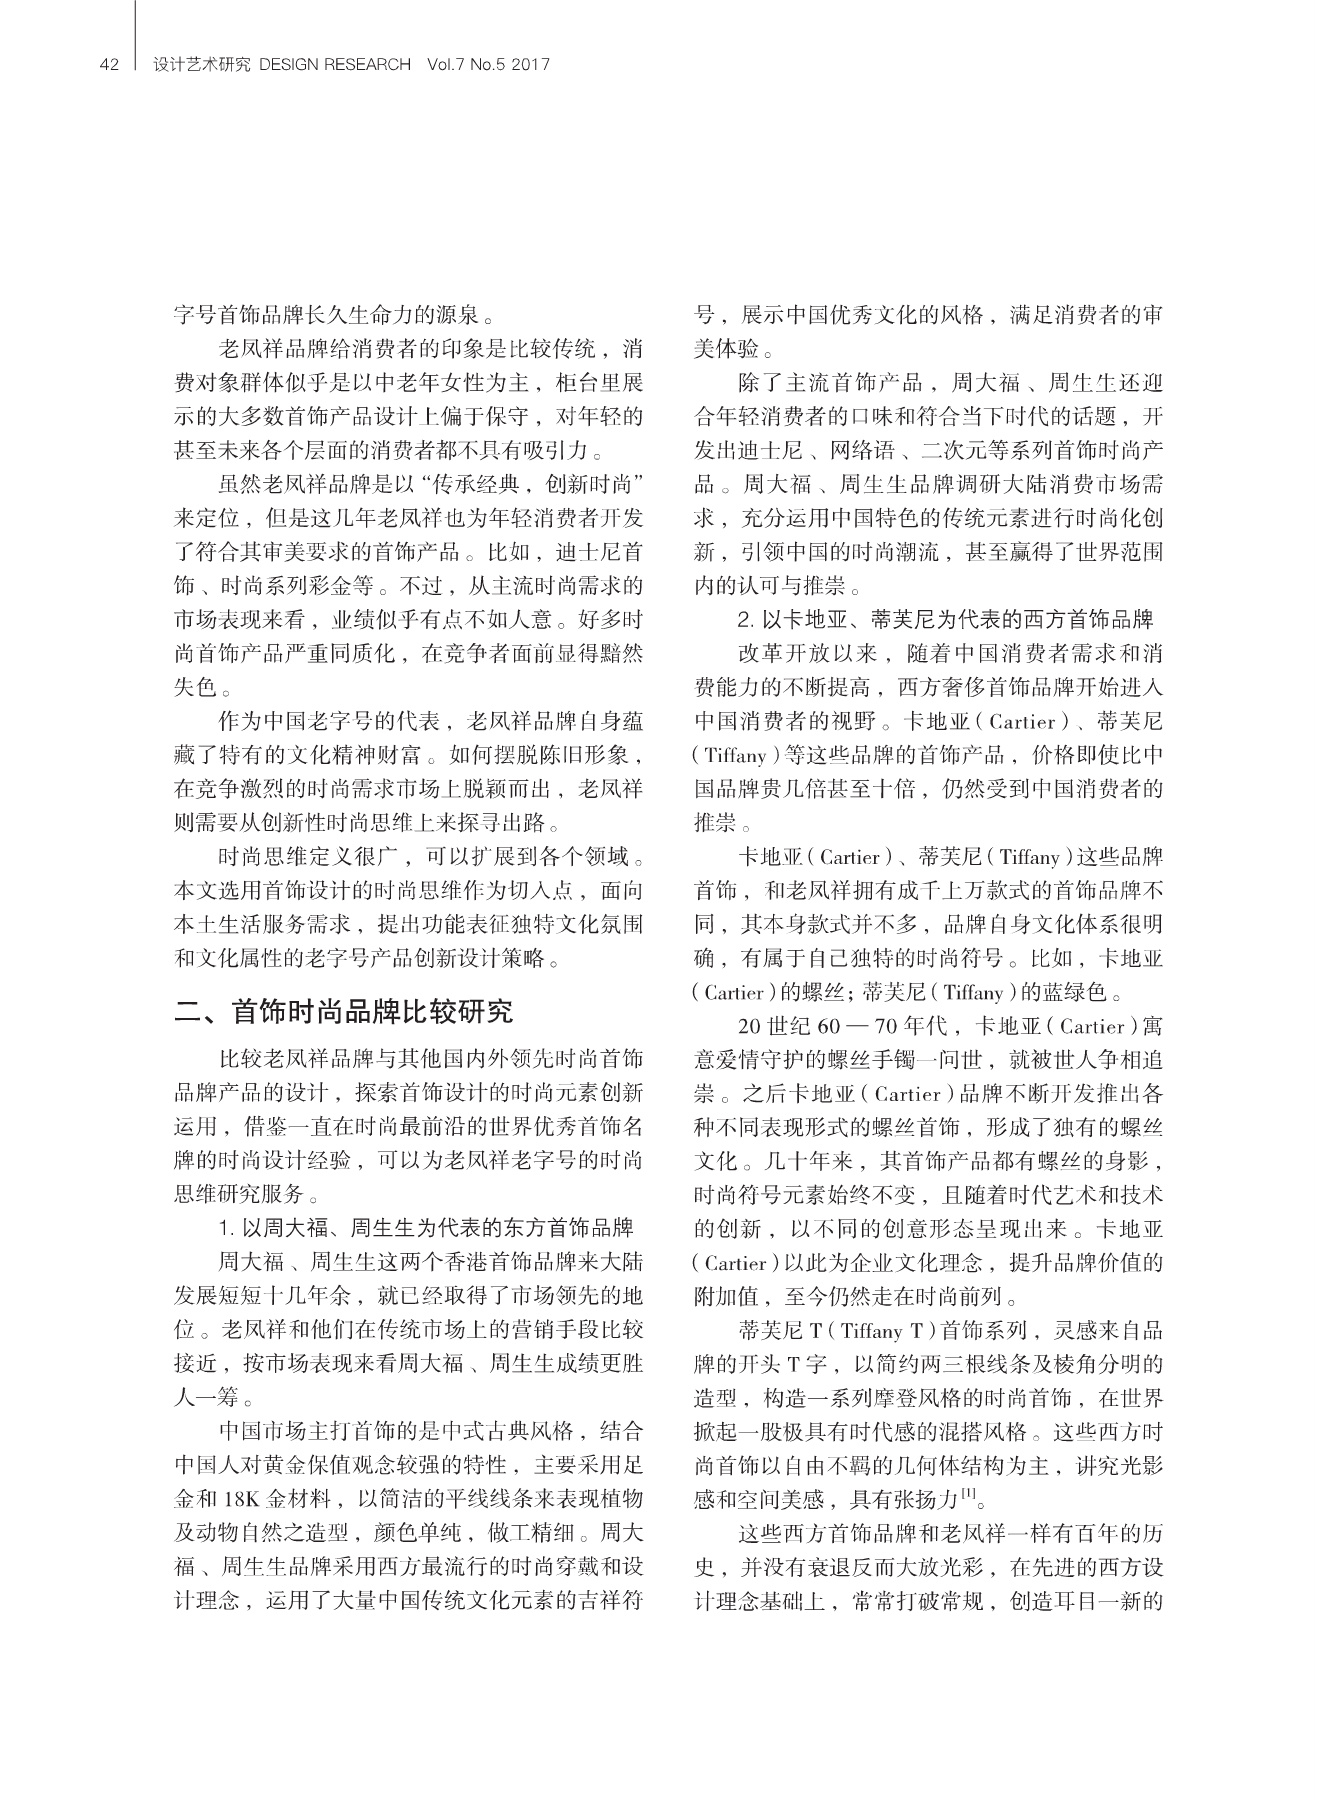 42 设计艺术研究 DESIGN RESEARCH Vol.7 No.5 2017
字号首饰品牌长久生命力的源泉。
老凤祥品牌给消费者的印象是比较传统，消
费对象群体似乎是以中老年女性为主，柜台里展
示的大多数首饰产品设计上偏于保守，对年轻的
甚至未来各个层面的消费者都不具有吸引力。
虽然老凤祥品牌是以“传承经典，创新时尚”
来定位，但是这几年老凤祥也为年轻消费者开发
了符合其审美要求的首饰产品。比如，迪士尼首
饰、时尚系列彩金等。不过，从主流时尚需求的
市场表现来看，业绩似乎有点不如人意。好多时
尚首饰产品严重同质化，在竞争者面前显得黯然
失色。
作为中国老字号的代表，老凤祥品牌自身蕴
藏了特有的文化精神财富。如何摆脱陈旧形象，
在竞争激烈的时尚需求市场上脱颖而出，老凤祥
则需要从创新性时尚思维上来探寻出路。
时尚思维定义很广，可以扩展到各个领域。
本文选用首饰设计的时尚思维作为切入点，面向
本土生活服务需求，提出功能表征独特文化氛围
和文化属性的老字号产品创新设计策略。
二、首饰时尚品牌比较研究
比较老凤祥品牌与其他国内外领先时尚首饰
品牌产品的设计，探索首饰设计的时尚元素创新
运用，借鉴一直在时尚最前沿的世界优秀首饰名
牌的时尚设计经验，可以为老凤祥老字号的时尚
思维研究服务。
1. 以周大福、周生生为代表的东方首饰品牌
周大福、周生生这两个香港首饰品牌来大陆
发展短短十几年余，就已经取得了市场领先的地
位。老凤祥和他们在传统市场上的营销手段比较
接近，按市场表现来看周大福、周生生成绩更胜
人一筹。
中国市场主打首饰的是中式古典风格，结合
中国人对黄金保值观念较强的特性，主要采用足
金和 18K 金材料，以简洁的平线线条来表现植物
及动物自然之造型，颜色单纯，做工精细。周大
福、周生生品牌采用西方最流行的时尚穿戴和设
计理念，运用了大量中国传统文化元素的吉祥符
号，展示中国优秀文化的风格，满足消费者的审
美体验。
除了主流首饰产品，周大福、周生生还迎
合年轻消费者的口味和符合当下时代的话题，开
发出迪士尼、网络语、二次元等系列首饰时尚产
品。周大福、周生生品牌调研大陆消费市场需
求，充分运用中国特色的传统元素进行时尚化创
新，引领中国的时尚潮流，甚至赢得了世界范围
内的认可与推崇。
2. 以卡地亚、蒂芙尼为代表的西方首饰品牌
改革开放以来，随着中国消费者需求和消
费能力的不断提高，西方奢侈首饰品牌开始进入
中国消费者的视野。卡地亚（Cartier）、蒂芙尼
（Tiffany）等这些品牌的首饰产品，价格即使比中
国品牌贵几倍甚至十倍，仍然受到中国消费者的
推崇。
卡地亚（Cartier）、蒂芙尼（Tiffany）这些品牌
首饰，和老凤祥拥有成千上万款式的首饰品牌不
同，其本身款式并不多，品牌自身文化体系很明
确，有属于自己独特的时尚符号。比如，卡地亚
（Cartier）的螺丝；蒂芙尼（Tiffany）的蓝绿色。
20 世纪 60 — 70 年代，卡地亚（Cartier）寓
意爱情守护的螺丝手镯一问世，就被世人争相追
崇。之后卡地亚（Cartier）品牌不断开发推出各
种不同表现形式的螺丝首饰，形成了独有的螺丝
文化。几十年来，其首饰产品都有螺丝的身影，
时尚符号元素始终不变，且随着时代艺术和技术
的创新，以不同的创意形态呈现出来。卡地亚
（Cartier）以此为企业文化理念，提升品牌价值的
附加值，至今仍然走在时尚前列。
蒂芙尼 T（Tiffany T）首饰系列，灵感来自品
牌的开头 T 字，以简约两三根线条及棱角分明的
造型，构造一系列摩登风格的时尚首饰，在世界
掀起一股极具有时代感的混搭风格。这些西方时
尚首饰以自由不羁的几何体结构为主，讲究光影
感和空间美感，具有张扬力[1]。
这些西方首饰品牌和老凤祥一样有百年的历
史，并没有衰退反而大放光彩，在先进的西方设
计理念基础上，常常打破常规，创造耳目一新的